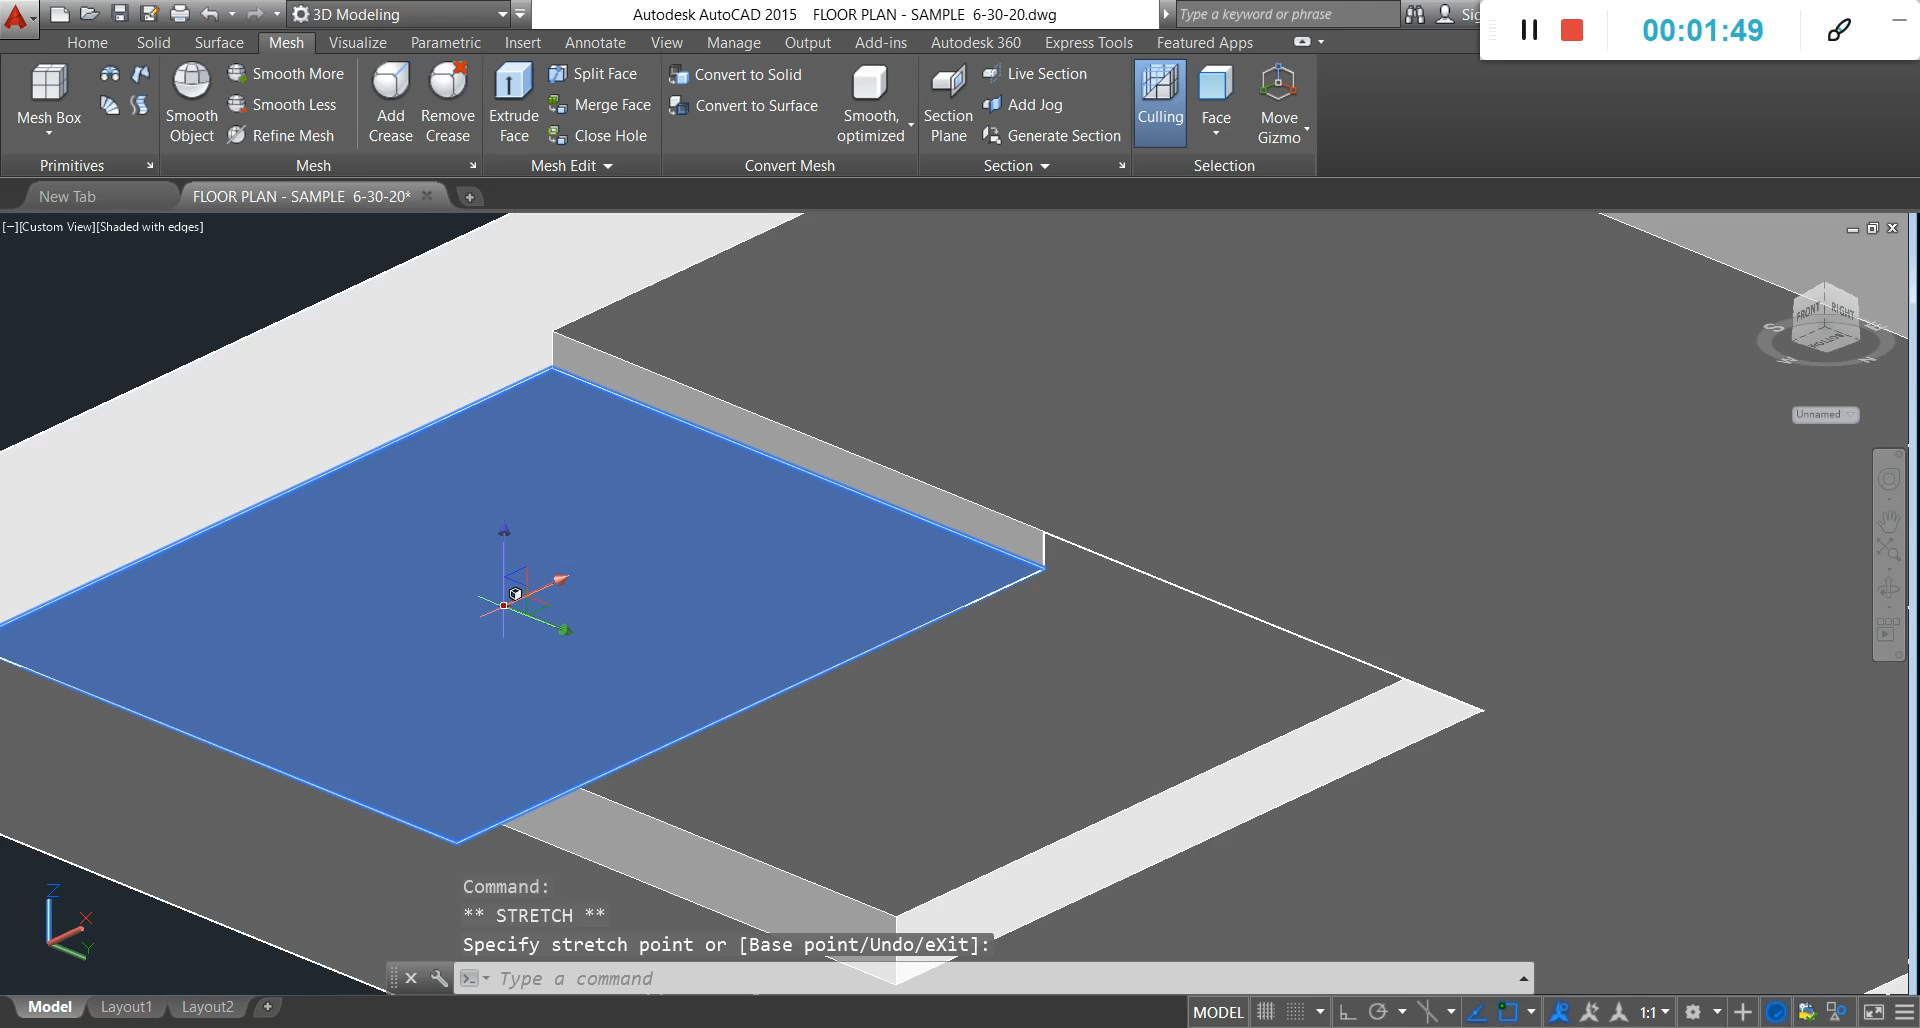 3D Modeling
Autodesk AutoCAD 2015 FLOOR PLAN - SAMPLE 6-30-20.dwg
Type a keyword or phrase
Sig
00:01:49
Home Solid Surface Mesh Visualize Parametric Insert Annotate View Manage Output Add-ins Autodesk 360 Express Tools Featured Apps
Mesh Box
Smooth Object
Smooth More
Smooth Less
Refine Mesh
Add Crease
Remove Crease
Extrude Face
Split Face
Merge Face
Close Hole
Convert to Solid
Convert to Surface
Smooth, optimized
Section Plane
Live Section
Add Jog
Generate Section
Culling
Face
Move Gizmo
Primitives
Mesh
Mesh Edit
Convert Mesh
Section
Selection
New Tab
FLOOR PLAN - SAMPLE 6-30-20*
[−][Custom View][Shaded with edges]
FRONT RIGHT
BOTTOM
S E
W N
Unnamed
Z
X
Y
Command:
** STRETCH **
Specify stretch point or [Base point/Undo/eXit]:
Type a command
Model Layout1 Layout2
MODEL
1:1